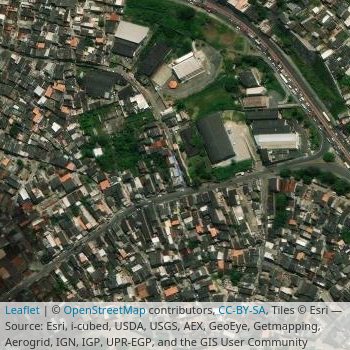 Leaflet | © OpenStreetMap contributors, CC-BY-SA, Tiles © Esri —
Source: Esri, i-cubed, USDA, USGS, AEX, GeoEye, Getmapping,
Aerogrid, IGN, IGP, UPR-EGP, and the GIS User Community